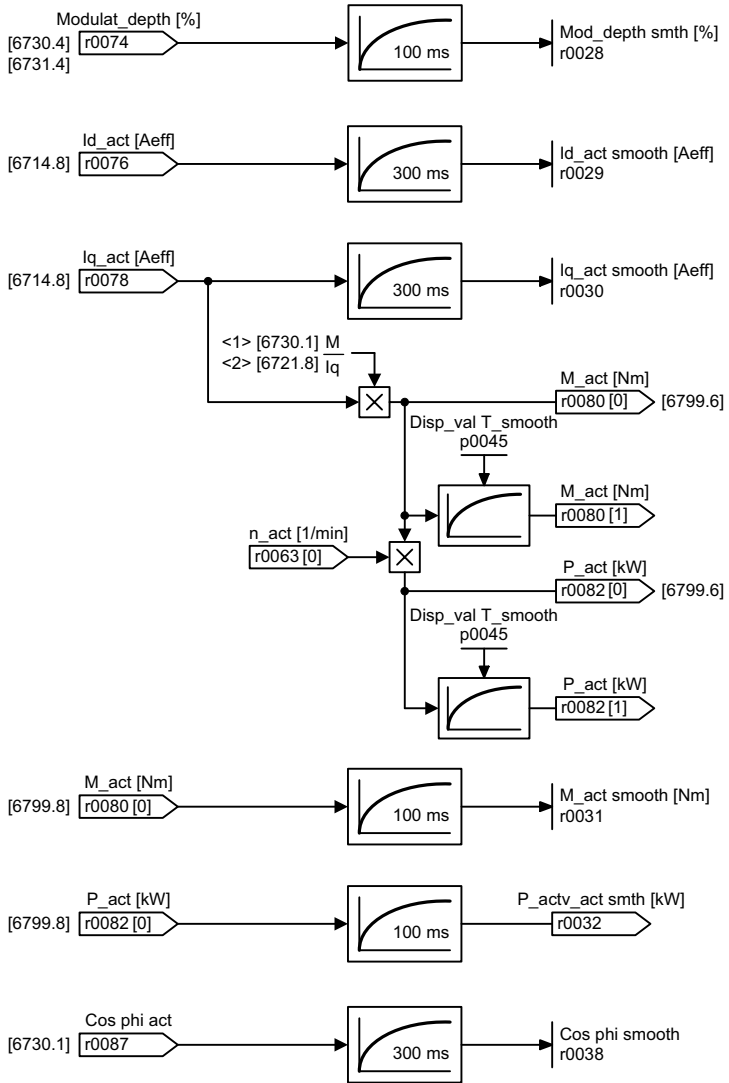 Modulat_depth [%]
[6730.4]
r0074
[6731.4]
100 ms
Mod_depth smth [%]
r0028
Id_act [Aeff]
[6714.8]
r0076
300 ms
Id_act smooth [Aeff]
r0029
Iq_act [Aeff]
[6714.8]
r0078
300 ms
Iq_act smooth [Aeff]
r0030
<1> [6730.1] M
<2> [6721.8] Iq
M_act [Nm]
r0080 [0]
[6799.6]
Disp_val T_smooth
p0045
M_act [Nm]
r0080 [1]
n_act [1/min]
r0063 [0]
P_act [kW]
r0082 [0]
[6799.6]
Disp_val T_smooth
p0045
P_act [kW]
r0082 [1]
M_act [Nm]
[6799.8]
r0080 [0]
100 ms
M_act smooth [Nm]
r0031
P_act [kW]
[6799.8]
r0082 [0]
100 ms
P_actv_act smth [kW]
r0032
Cos phi act
[6730.1]
r0087
300 ms
Cos phi smooth
r0038